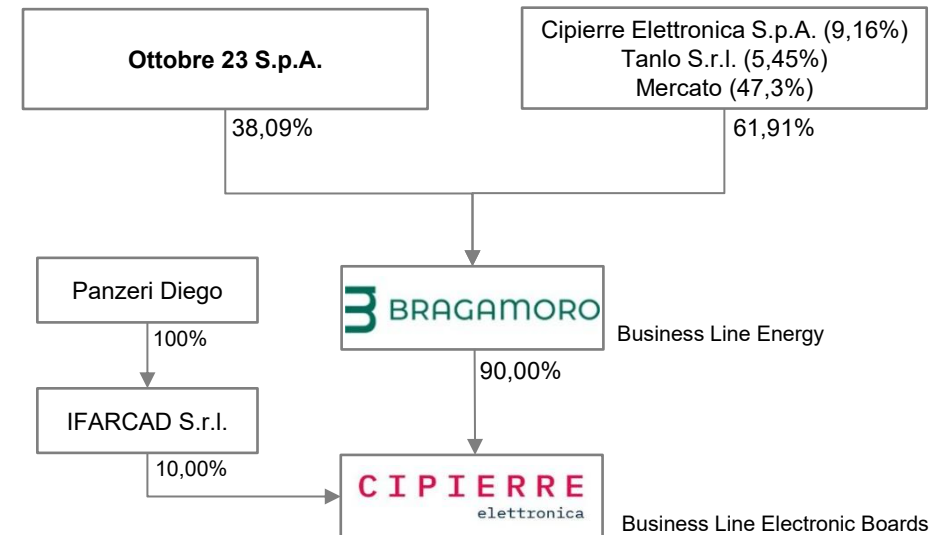 Ottobre 23 S.p.A.
Cipierre Elettronica S.p.A. (9,16%)
Tanlo S.r.l. (5,45%)
Mercato (47,3%)
38,09%
61,91%
Panzeri Diego
100%
BRAGAMORO
Business Line Energy
90,00%
IFARCAD S.r.l.
10,00%
CIPIERRE
elettronica
Business Line Electronic Boards